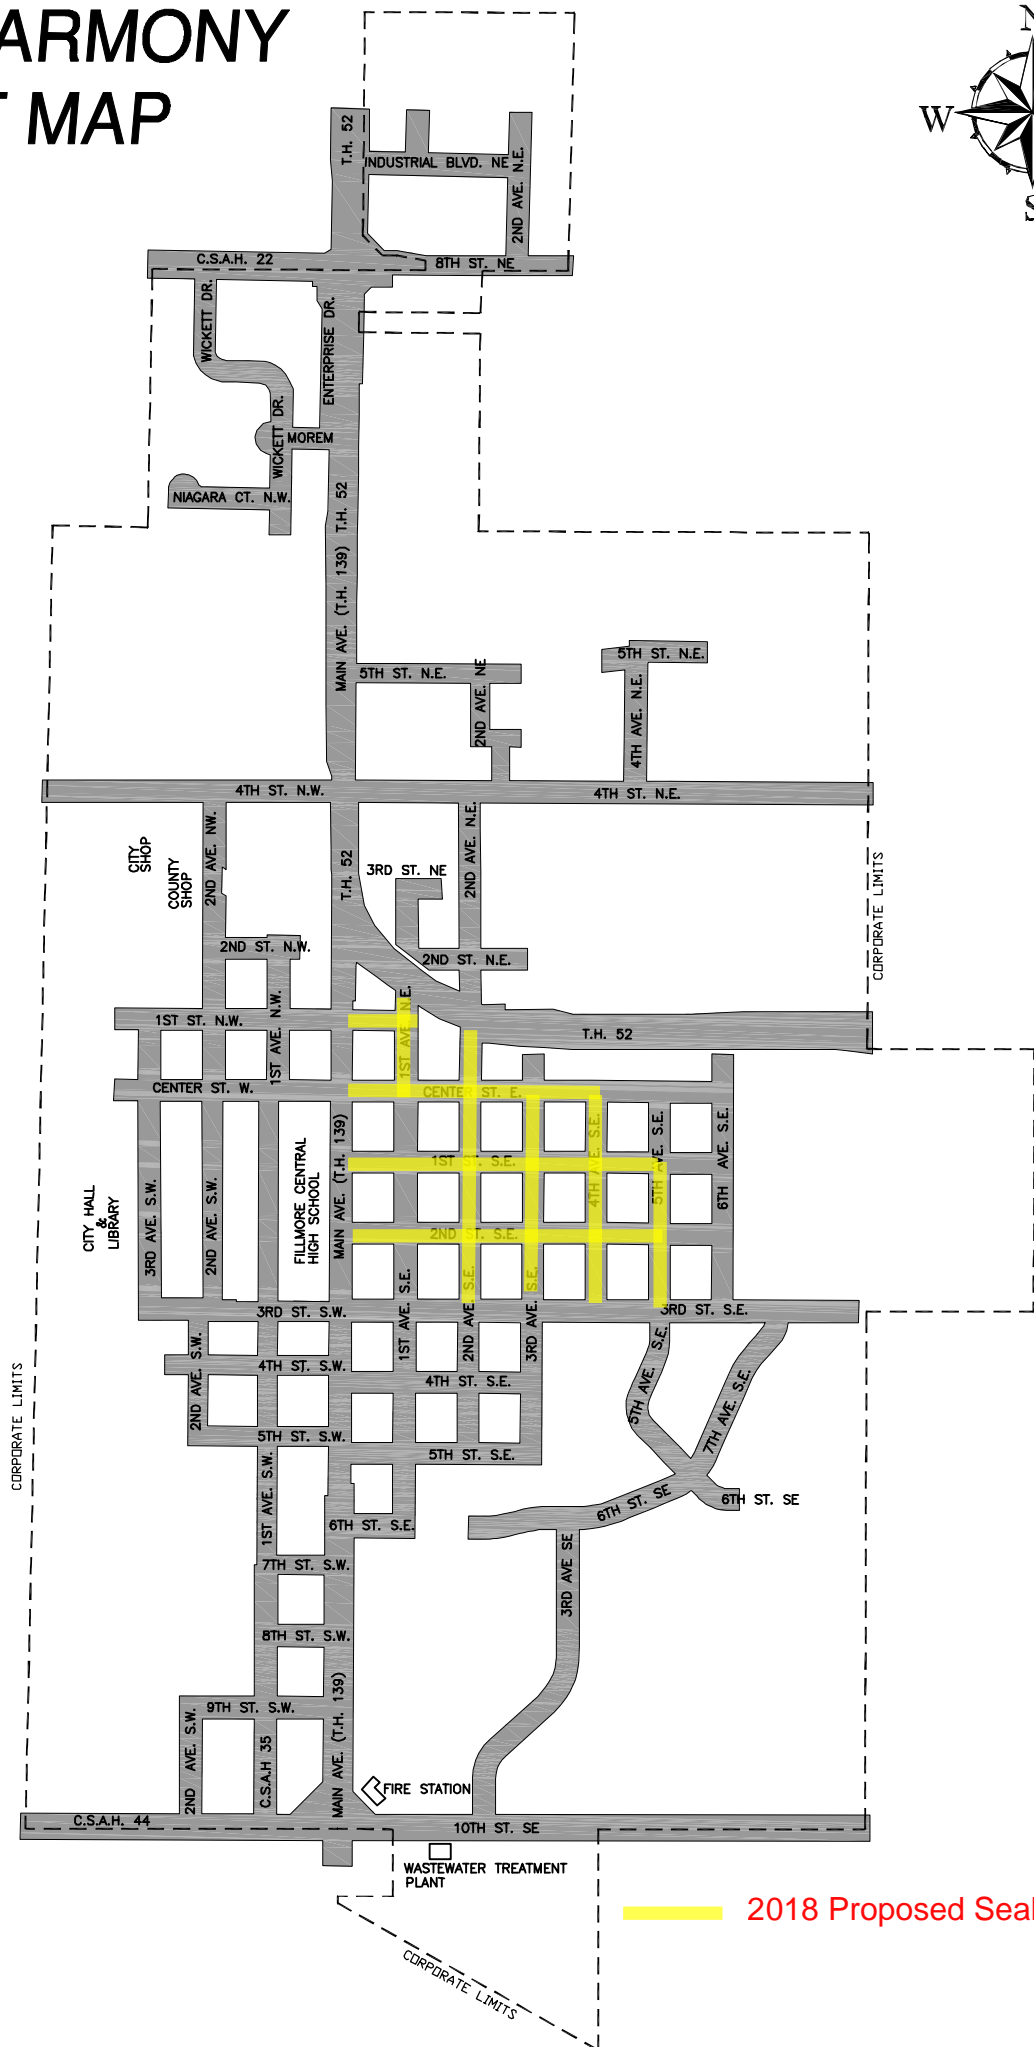 ARMONY
MAP
N
W
S
T.H. 52
INDUSTRIAL BLVD. NE
2ND AVE. N.E.
C.S.A.H. 22
8TH ST. NE
WICKETT DR.
ENTERPRISE DR.
WICKETT DR.
MOREM
NIAGARA CT. N.W.
T.H. 52
MAIN AVE. (T.H. 139)
5TH ST. N.E.
2ND AVE. NE
5TH ST. N.E.
4TH AVE. N.E.
4TH ST. N.W.
4TH ST. N.E.
CITY
SHOP
COUNTY
SHOP
2ND AVE. NW.
T.H. 52
3RD ST. NE
2ND AVE. N.E.
CORPORATE LIMITS
2ND ST. N.W.
2ND ST. N.E.
1ST ST. N.W.
1ST AVE. N.W.
1ST AVE. N.E.
T.H. 52
CENTER ST. W.
CENTER ST. E.
CITY HALL
&
LIBRARY
3RD AVE. S.W.
2ND AVE. S.W.
FILLMORE CENTRAL
HIGH SCHOOL
MAIN AVE. (T.H. 139)
1ST ST. S.E.
4TH AVE. S.E.
5TH AVE. S.E.
6TH AVE. S.E.
2ND ST. S.E.
1ST AVE. S.E.
2ND AVE. S.E.
3RD AVE. S.E.
3RD ST. S.W.
3RD ST. S.E.
2ND AVE. S.W.
4TH ST. S.W.
4TH ST. S.E.
5TH AVE. S.E.
7TH AVE. S.E.
CORPORATE LIMITS
5TH ST. S.W.
5TH ST. S.E.
1ST AVE. S.W.
6TH ST. S.E.
6TH ST. SE
6TH ST. SE
7TH ST. S.W.
3RD AVE SE
8TH ST. S.W.
9TH ST. S.W.
2ND AVE. S.W.
C.S.A.H 35
MAIN AVE. (T.H. 139)
FIRE STATION
C.S.A.H. 44
10TH ST. SE
WASTEWATER TREATMENT
PLANT
2018 Proposed Seal
CORPORATE LIMITS